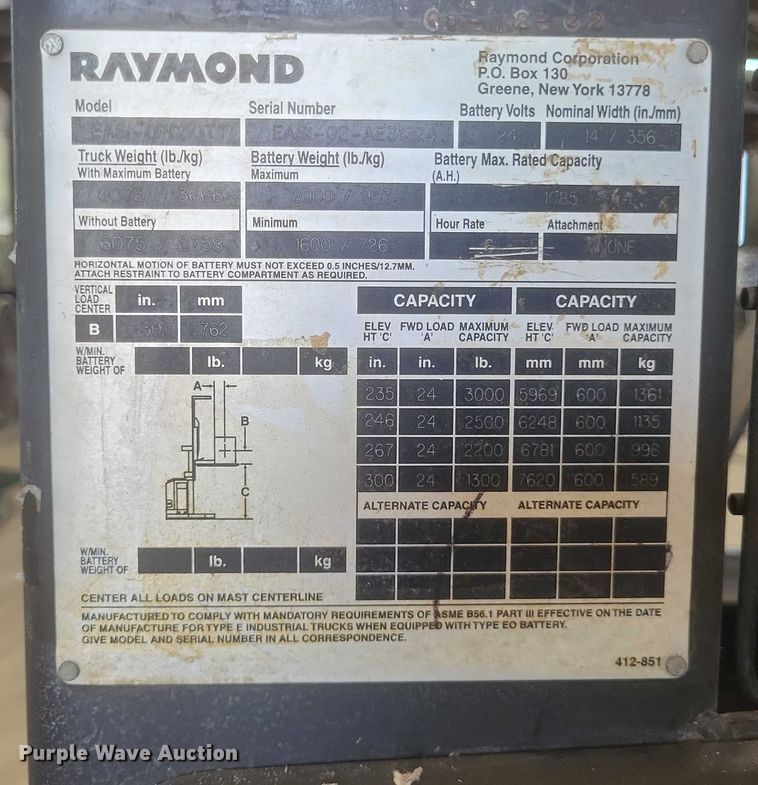 RAYMOND
Raymond Corporation
P.O. Box 130
Greene, New York 13778
Model Serial Number Battery Volts Nominal Width (in./mm)
24 14 / 356
Truck Weight (lb./kg) Battery Weight (lb./kg) Battery Max. Rated Capacity
With Maximum Battery Maximum (A.H.)
/ 3666 2000 / 907 1085
Without Battery Minimum Hour Rate Attachment
6075 / 2758 1600 / 726 6 NONE
HORIZONTAL MOTION OF BATTERY MUST NOT EXCEED 0.5 INCHES/12.7MM.
ATTACH RESTRAINT TO BATTERY COMPARTMENT AS REQUIRED.
VERTICAL LOAD CENTER in. mm
B 30 762
CAPACITY CAPACITY
ELEV HT 'C' FWD LOAD 'A' MAXIMUM CAPACITY ELEV HT 'C' FWD LOAD 'A' MAXIMUM CAPACITY
W/MIN. BATTERY WEIGHT OF lb. kg
in. in. lb. mm mm kg
235 24 3000 5969 600 1361
246 24 2500 6248 600 1135
267 24 2200 6781 600 998
300 24 1300 7620 600 589
A
B
C
ALTERNATE CAPACITY ALTERNATE CAPACITY
W/MIN. BATTERY WEIGHT OF lb. kg
CENTER ALL LOADS ON MAST CENTERLINE
MANUFACTURED TO COMPLY WITH MANDATORY REQUIREMENTS OF ASME B56.1 PART III EFFECTIVE ON THE DATE
OF MANUFACTURE FOR TYPE E INDUSTRIAL TRUCKS WHEN EQUIPPED WITH TYPE EO BATTERY.
GIVE MODEL AND SERIAL NUMBER IN ALL CORRESPONDENCE.
412-851
Purple Wave Auction